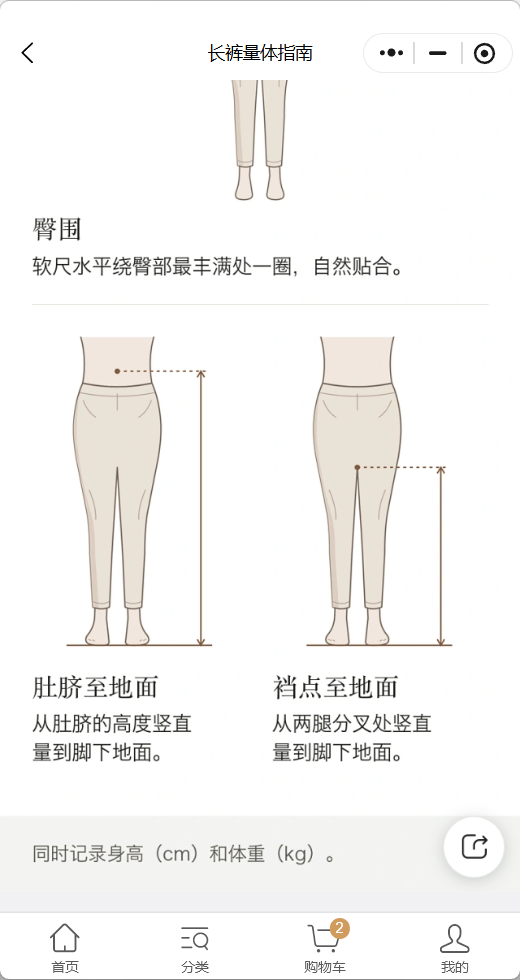 长裤量体指南
臀围
软尺水平绕臀部最丰满处一圈，自然贴合。
肚脐至地面
从肚脐的高度竖直
量到脚下地面。
裆点至地面
从两腿分叉处竖直
量到脚下地面。
同时记录身高（cm）和体重（kg）。
2
首页
分类
购物车
我的